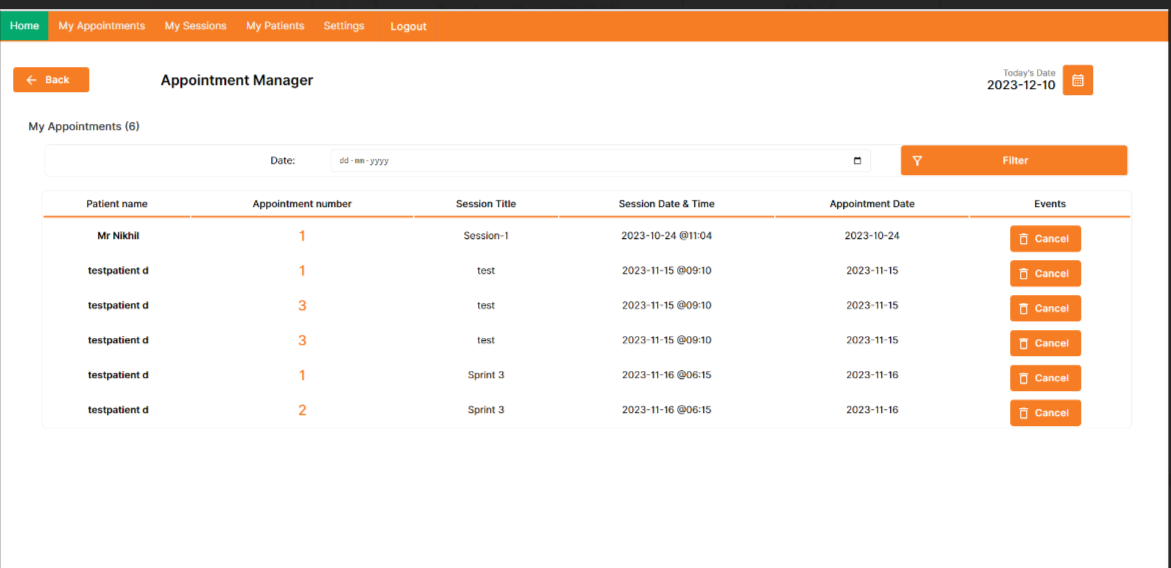 Home My Appointments My Sessions My Patients Settings Logout
Back Appointment Manager Today's Date
2023-12-10
My Appointments (6)
Date: dd-mm-yyyy Filter
Patient name Appointment number Session Title Session Date & Time Appointment Date Events
Mr Nikhil 1 Session-1 2023-10-24 @11:04 2023-10-24 Cancel
testpatient d 1 test 2023-11-15 @09:10 2023-11-15 Cancel
testpatient d 3 test 2023-11-15 @09:10 2023-11-15 Cancel
testpatient d 3 test 2023-11-15 @09:10 2023-11-15 Cancel
testpatient d 1 Sprint 3 2023-11-16 @06:15 2023-11-16 Cancel
testpatient d 2 Sprint 3 2023-11-16 @06:15 2023-11-16 Cancel